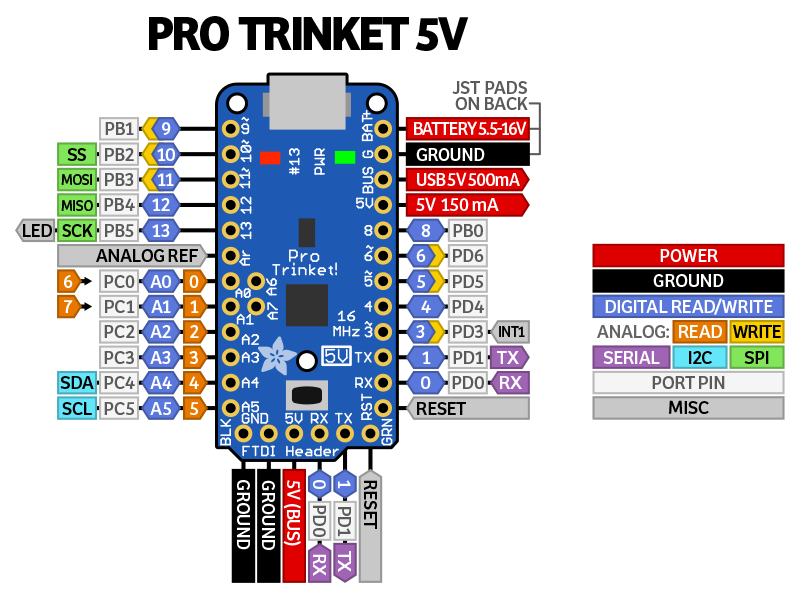 PRO TRINKET 5V
JST PADS
ON BACK
PB1 9
SS PB2 10
MOSI PB3 11
MISO PB4 12
LED SCK PB5 13
ANALOG REF
6 PC0 A0 0
7 PC1 A1 1
PC2 A2 2
PC3 A3 3
SDA PC4 A4 4
SCL PC5 A5 5
9~
10~
11~
12
13
Ar
A0 A6
A1 A7
A2
A3
A4
A5
#13
PWR
Pro
Trinket!
16
MHz
5V
BAT+
G
BUS
5V
8
~6
~5
4
~3
TX
RX
RST
BATTERY 5.5-16V
GROUND
USB 5V 500mA
5V 150 mA
8 PB0
6 PD6
5 PD5
4 PD4
3 PD3 INT1
1 PD1 TX
0 PD0 RX
RESET
BLK GND 5V RX TX GRN
FTDI Header
GROUND
GROUND
5V (BUS)
0 PD0 RX
1 PD1 TX
RESET
POWER
GROUND
DIGITAL READ/WRITE
ANALOG: READ WRITE
SERIAL I2C SPI
PORT PIN
MISC